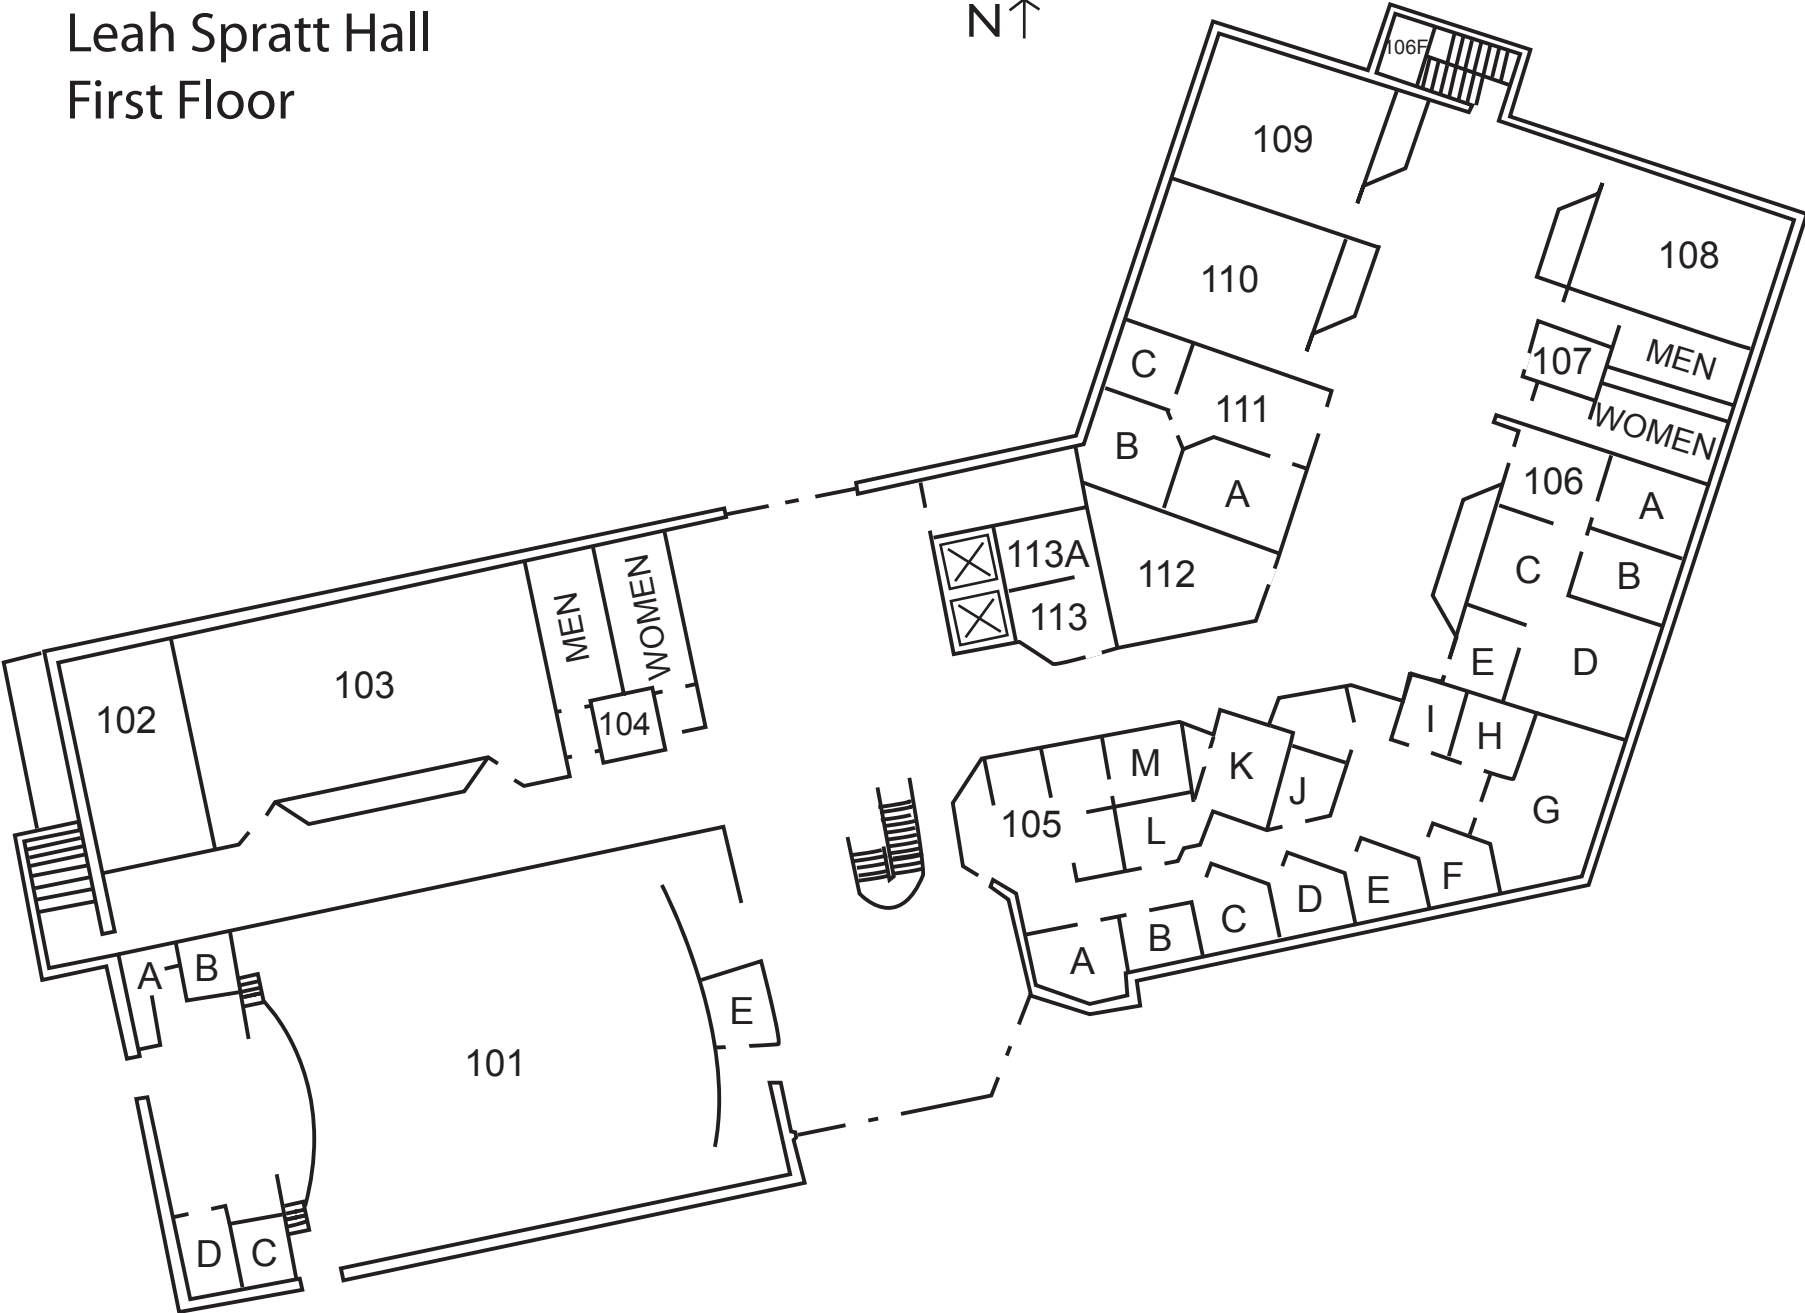 Leah Spratt Hall
First Floor
N
106F
109
108
110
107
MEN
WOMEN
C
111
B
A
106
A
C
B
E
D
113A
112
113
MEN
WOMEN
103
102
104
I
H
M
K
J
G
105
L
F
E
D
C
B
A
A
B
E
101
D
C